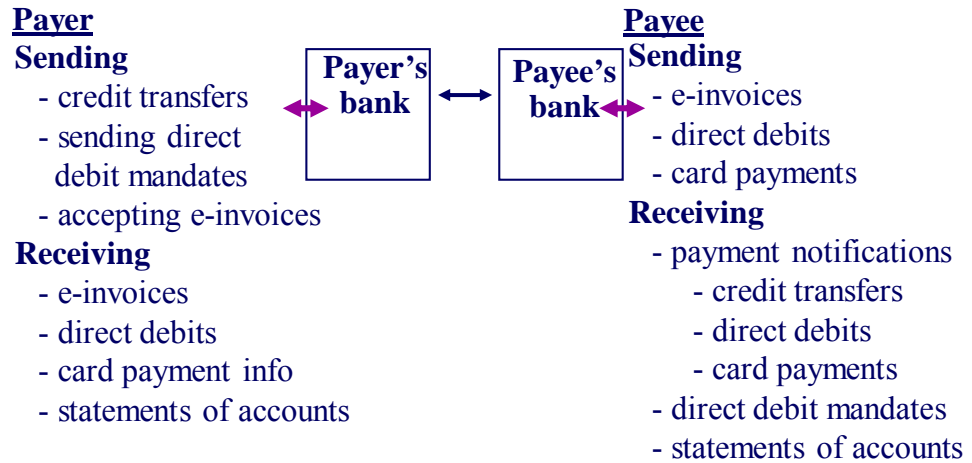 Payer
Sending
- credit transfers
- sending direct
debit mandates
- accepting e-invoices
Receiving
- e-invoices
- direct debits
- card payment info
- statements of accounts
Payer's
bank
Payee's
bank
Payee
Sending
- e-invoices
- direct debits
- card payments
Receiving
- payment notifications
- credit transfers
- direct debits
- card payments
- direct debit mandates
- statements of accounts